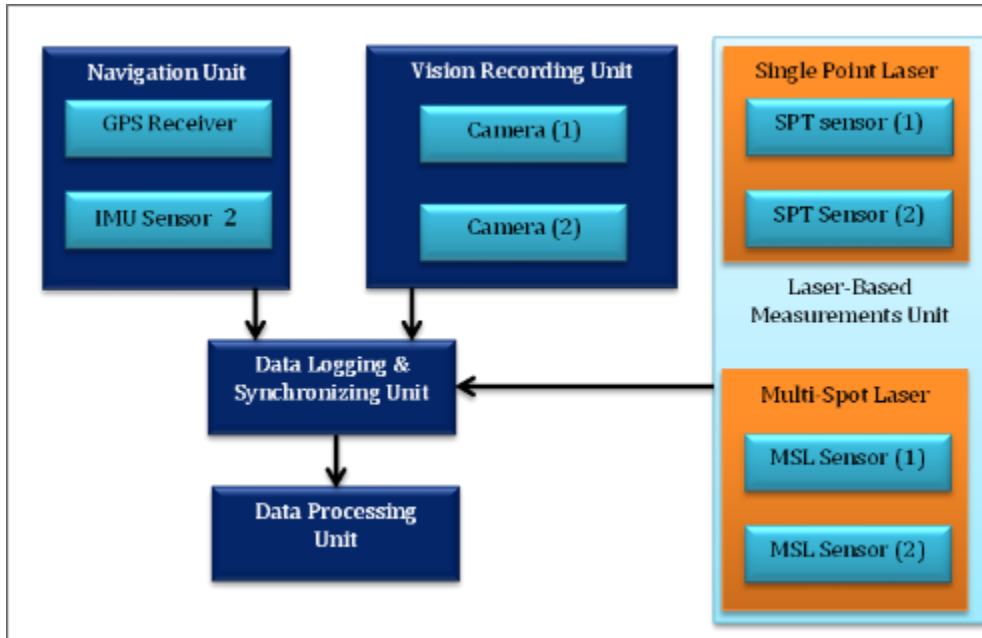 Navigation Unit
GPS Receiver
IMU Sensor 2
Vision Recording Unit
Camera (1)
Camera (2)
Single Point Laser
SPT sensor (1)
SPT Sensor (2)
Laser-Based
Measurements Unit
Multi-Spot Laser
MSL Sensor (1)
MSL Sensor (2)
Data Logging &
Synchronizing Unit
Data Processing
Unit